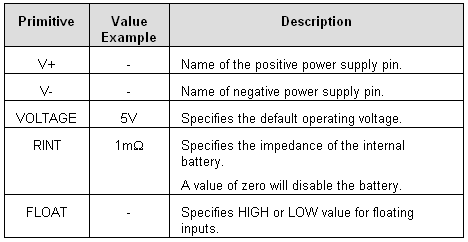 Primitive Value Example Description
V+ - Name of the positive power supply pin.
V- - Name of negative power supply pin.
VOLTAGE 5V Specifies the default operating voltage.
RINT 1mΩ Specifies the impedance of the internal
battery.
A value of zero will disable the battery.
FLOAT - Specifies HIGH or LOW value for floating
inputs.